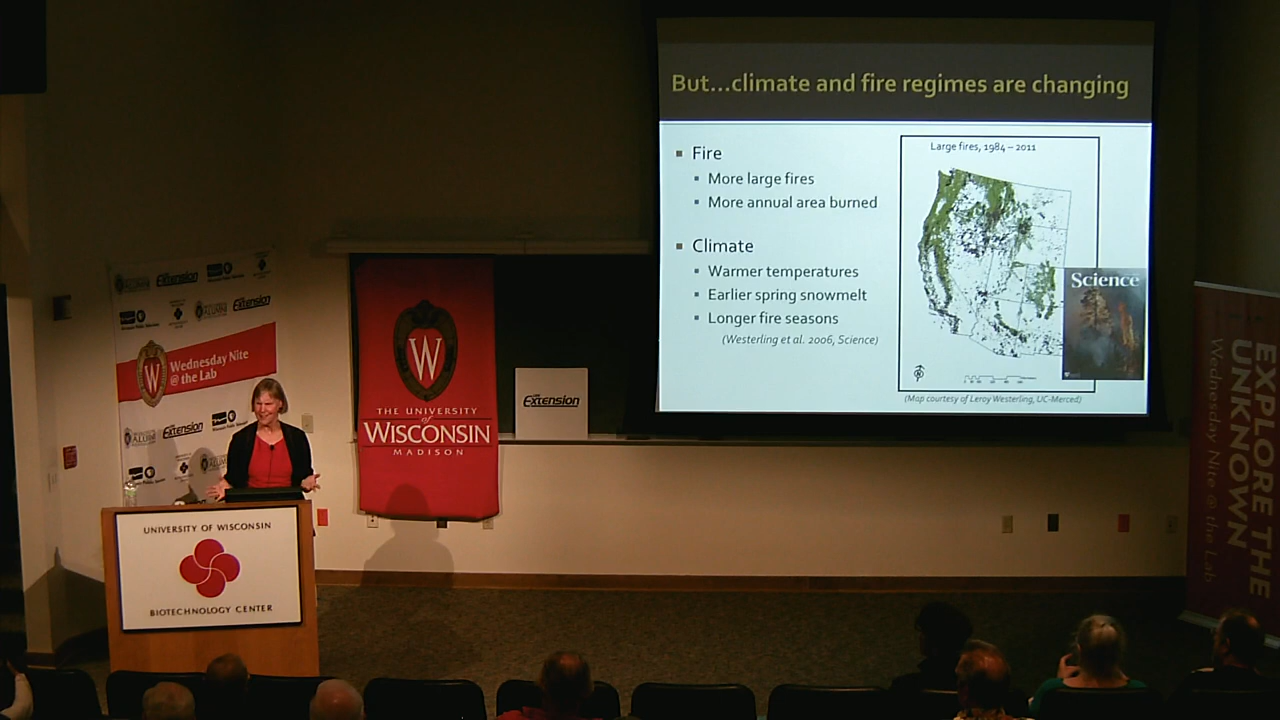 But...climate and fire regimes are changing
Fire
More large fires
More annual area burned
Climate
Warmer temperatures
Earlier spring snowmelt
Longer fire seasons
(Westerling et al. 2006, Science)
Large fires, 1984 – 2011
Science
(Map courtesy of Leroy Westerling, UC-Merced)
Extension
Extension
Wednesday Nite
@ the Lab
Extension
W
THE UNIVERSITY
of
WISCONSIN
MADISON
Extension
UNIVERSITY OF WISCONSIN
BIOTECHNOLOGY CENTER
EXPLORE THE
UNKNOWN
Wednesday Nite @ the Lab